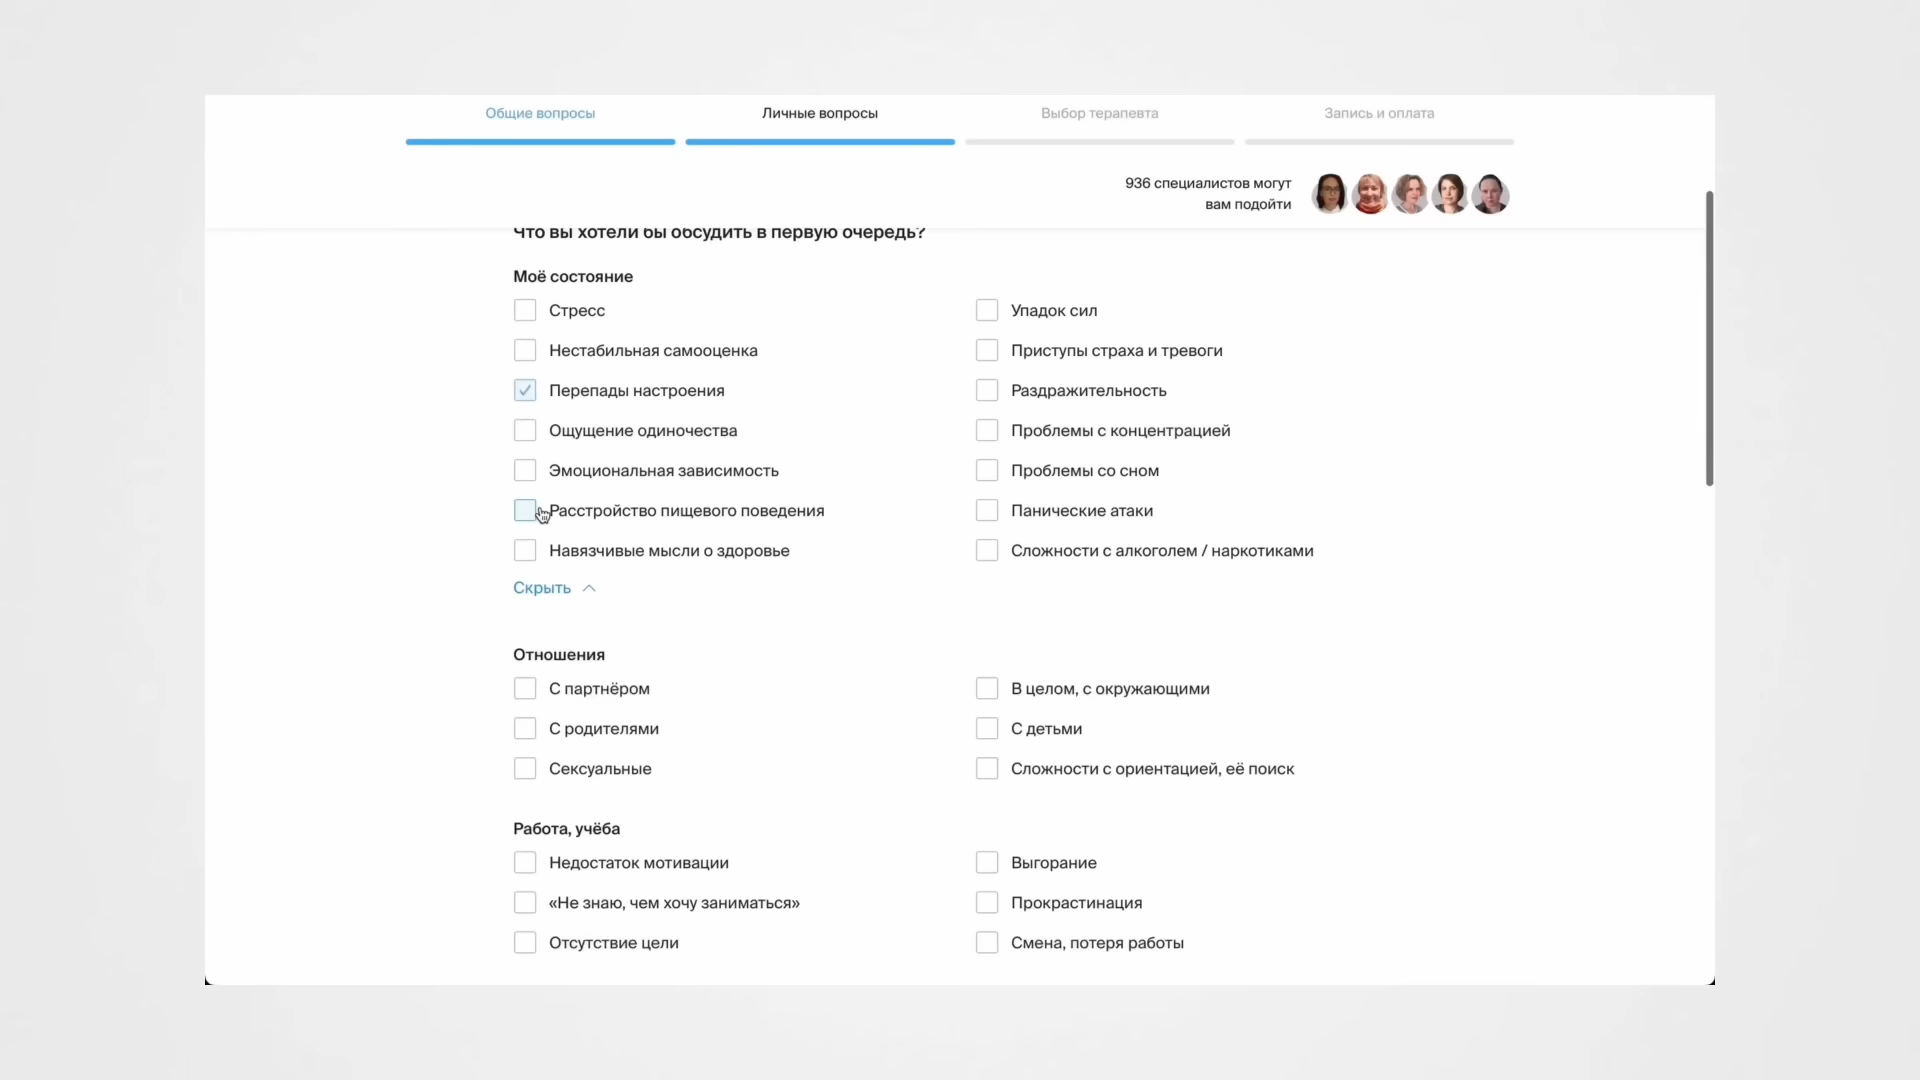 Общие вопросы
Личные вопросы
Выбор терапевта
Запись и оплата
936 специалистов могут
вам подойти
Что вы хотели бы обсудить в первую очередь?
Моё состояние
Стресс
Упадок сил
Нестабильная самооценка
Приступы страха и тревоги
Перепады настроения
Раздражительность
Ощущение одиночества
Проблемы с концентрацией
Эмоциональная зависимость
Проблемы со сном
Расстройство пищевого поведения
Панические атаки
Навязчивые мысли о здоровье
Сложности с алкоголем / наркотиками
Скрыть
Отношения
С партнёром
В целом, с окружающими
С родителями
С детьми
Сексуальные
Сложности с ориентацией, её поиск
Работа, учёба
Недостаток мотивации
Выгорание
«Не знаю, чем хочу заниматься»
Прокрастинация
Отсутствие цели
Смена, потеря работы